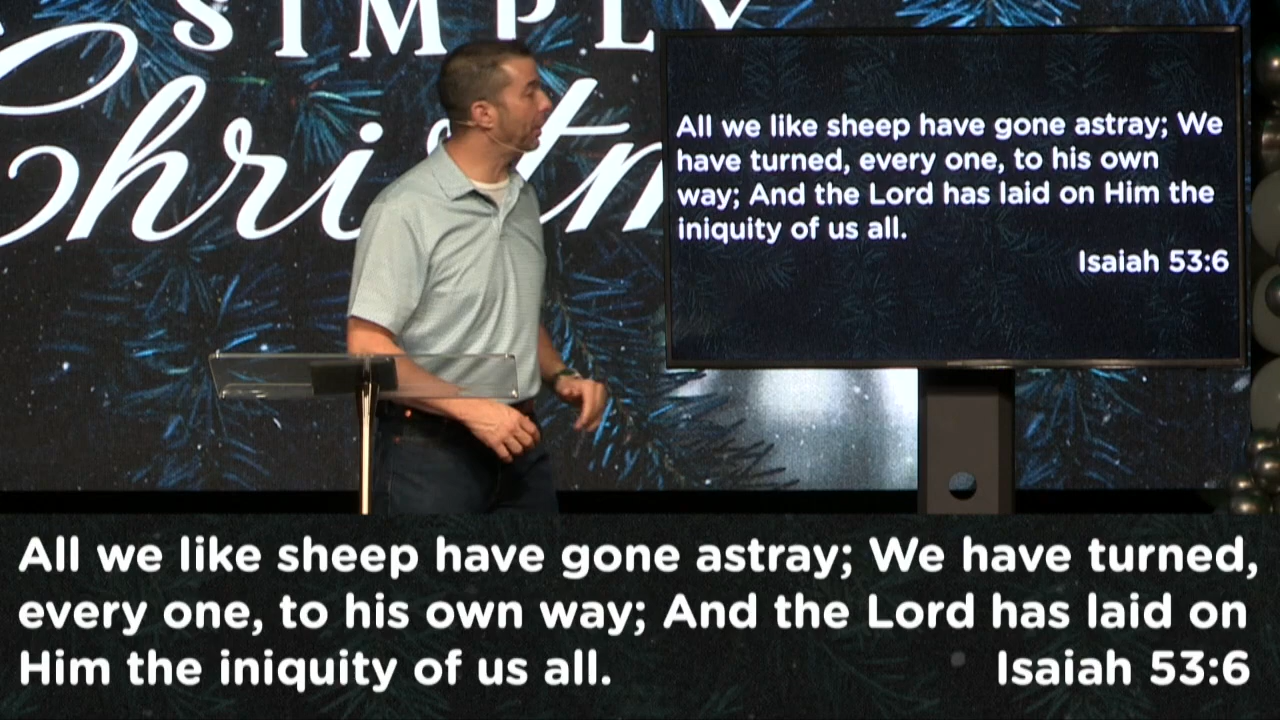 SIMPLY
Christm
All we like sheep have gone astray; We
have turned, every one, to his own
way; And the Lord has laid on Him the
iniquity of us all.
Isaiah 53:6
All we like sheep have gone astray; We have turned,
every one, to his own way; And the Lord has laid on
Him the iniquity of us all.
Isaiah 53:6